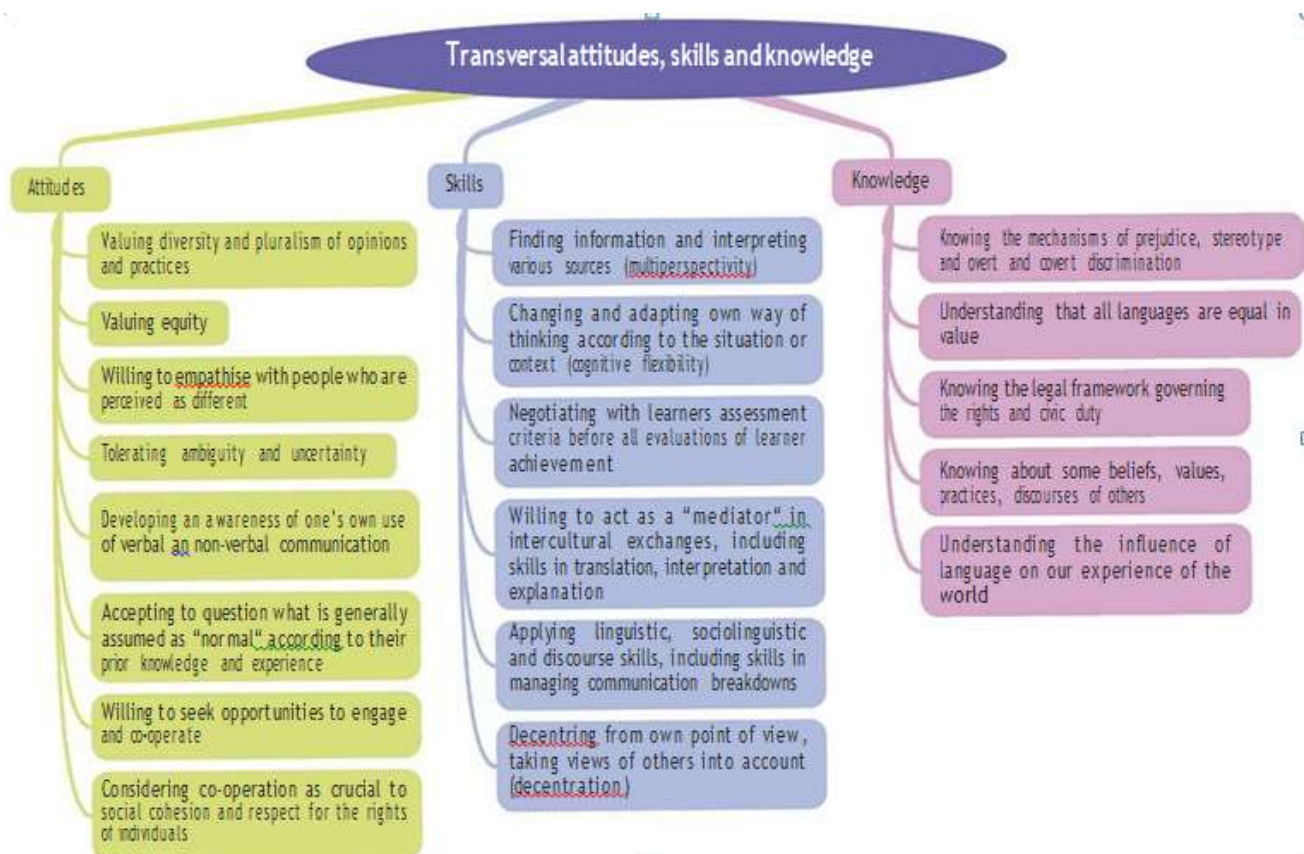 Transversal attitudes, skills and knowledge
Attitudes
Valuing diversity and pluralism of opinions
and practices
Valuing equity
Willing to empathise with people who are
perceived as different
Tolerating ambiguity and uncertainty
Developing an awareness of one's own use
of verbal an non-verbal communication
Accepting to question what is generally
assumed as "normal" according to their
prior knowledge and experience
Willing to seek opportunities to engage
and co-operate
Considering co-operation as crucial to
social cohesion and respect for the rights
of individuals
Skills
Finding information and interpreting
various sources (multiperspectivity)
Changing and adapting own way of
thinking according to the situation or
context (cognitive flexibility)
Negotiating with learners assessment
criteria before all evaluations of learner
achievement
Willing to act as a "mediator" in
intercultural exchanges, including
skills in translation, interpretation and
explanation
Applying linguistic, sociolinguistic
and discourse skills, including skills in
managing communication breakdowns
Decentring from own point of view,
taking views of others into account
(decentration)
Knowledge
Knowing the mechanisms of prejudice, stereotype
and overt and covert discrimination
Understanding that all languages are equal in
value
Knowing the legal framework governing
the rights and civic duty
Knowing about some beliefs, values,
practices, discourses of others
Understanding the influence of
language on our experience of the
world